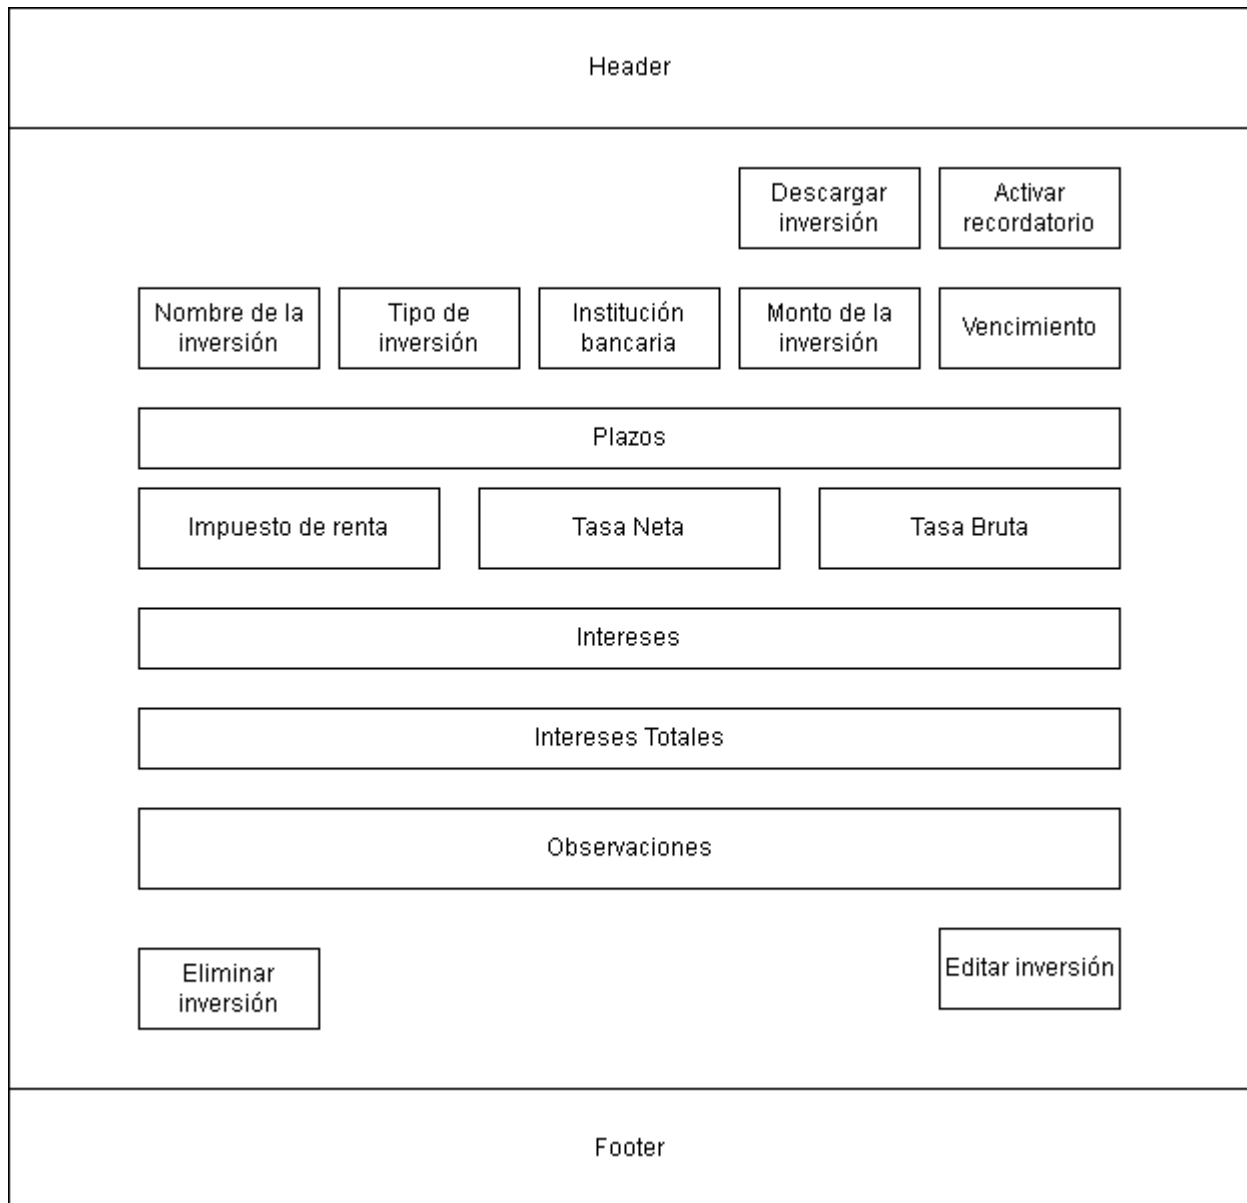 Header
Descargar
inversión
Activar
recordatorio
Nombre de la
inversión
Tipo de
inversión
Institución
bancaria
Monto de la
inversión
Vencimiento
Plazos
Impuesto de renta
Tasa Neta
Tasa Bruta
Intereses
Intereses Totales
Observaciones
Eliminar
inversión
Editar inversión
Footer